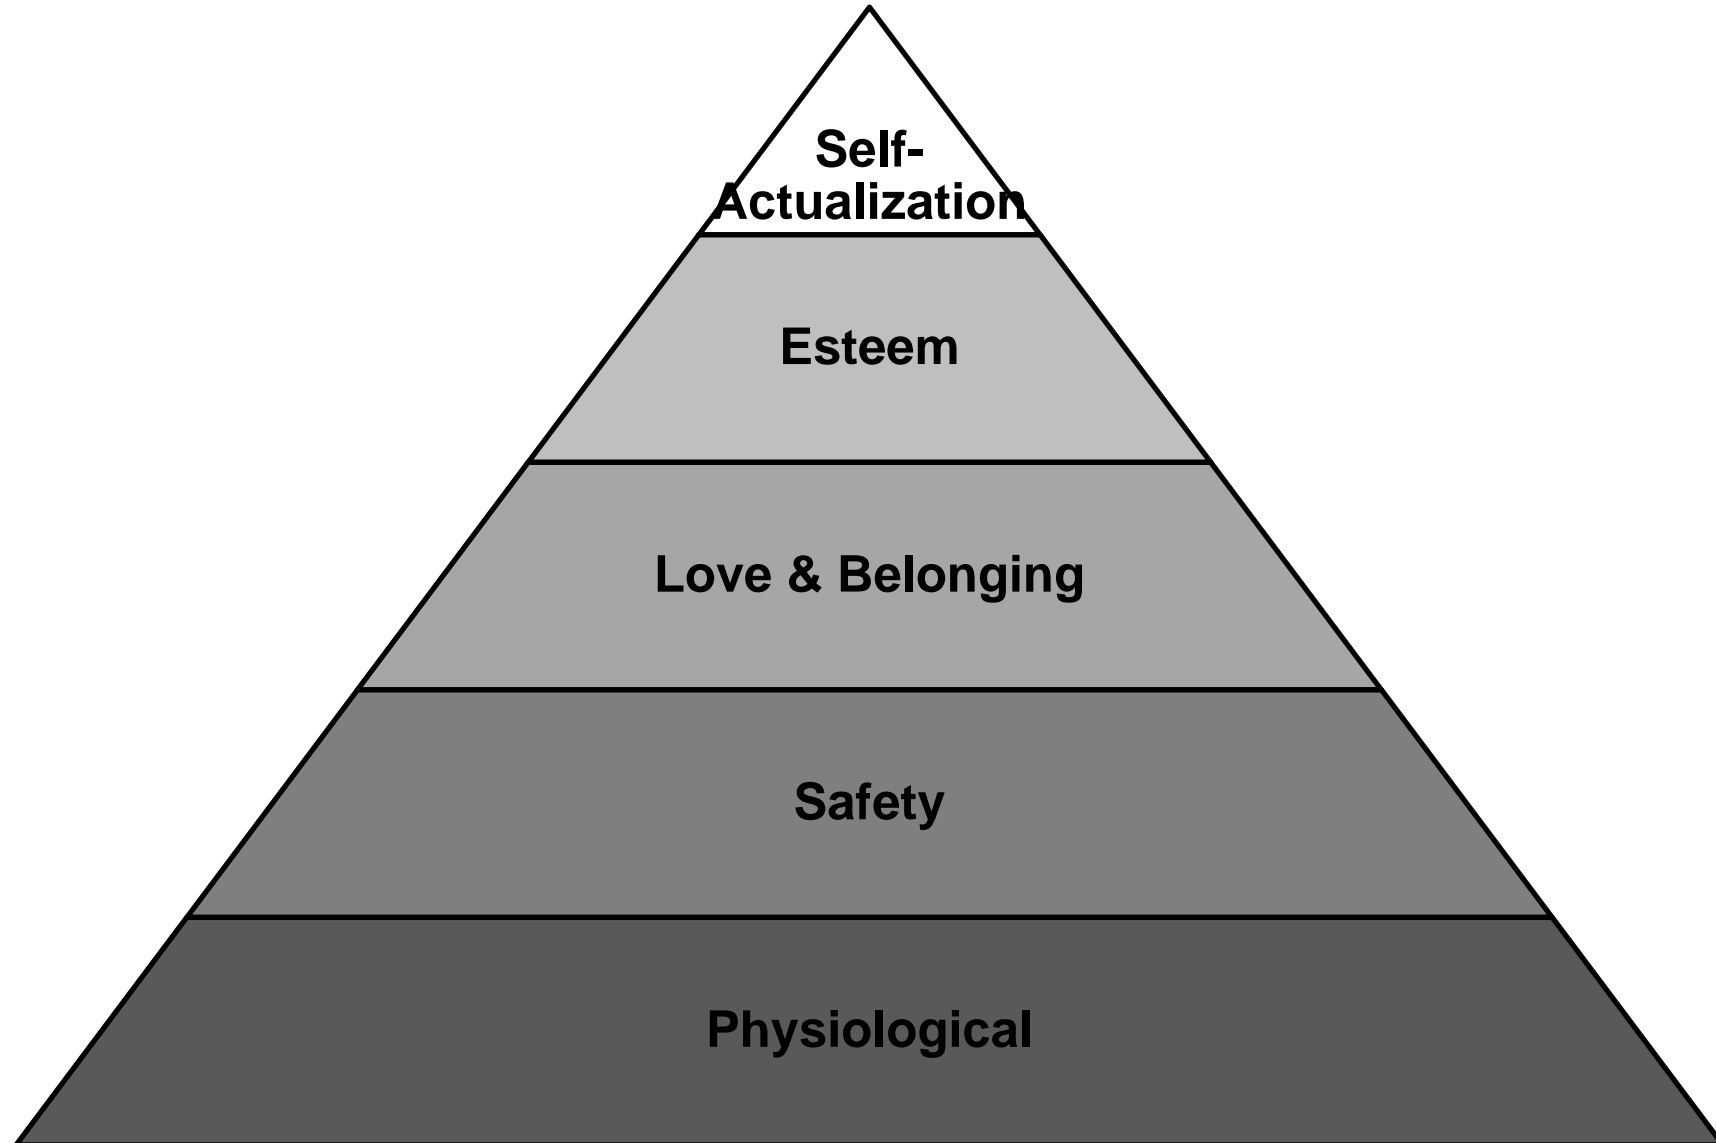 Self-
Actualization
Esteem
Love & Belonging
Safety
Physiological